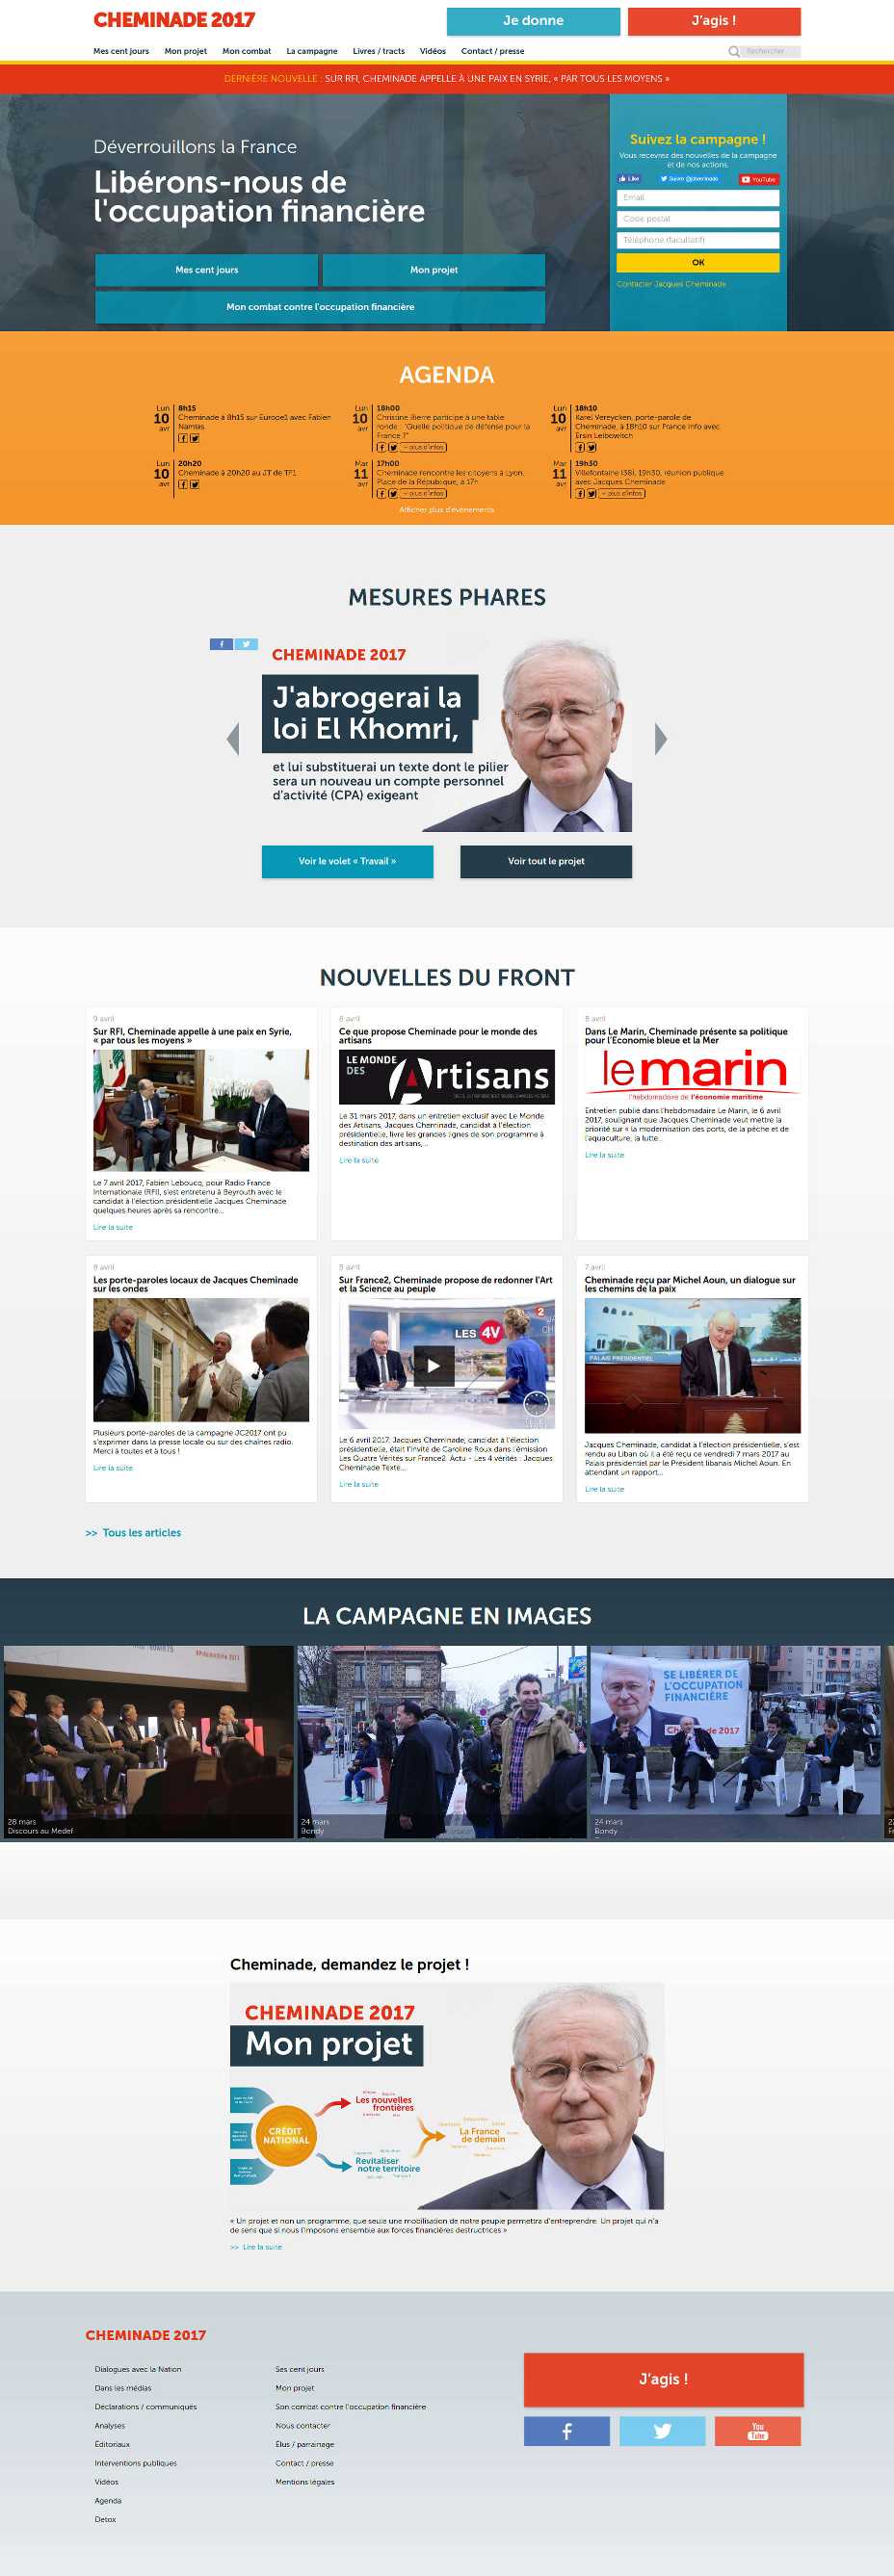 CHEMINADE 2017
Je donne
J'agis !
Mes cent jours
Mon projet
Mon combat
La campagne
Livres / tracts
Vidéos
Contact / presse
Rechercher
DERNIÈRE NOUVELLE : SUR RFI, CHEMINADE APPELLE À UNE PAIX EN SYRIE, « PAR TOUS LES MOYENS »
Déverrouillons la France
Libérons-nous de
l'occupation financière
Mes cent jours
Mon projet
Mon combat contre l'occupation financière
Suivez la campagne !
Vous recevrez des nouvelles de la campagne
et de nos actions.
Like
Suivre @jcheminade
YouTube
Email
Code postal
Téléphone (facultatif)
OK
Contacter Jacques Cheminade
AGENDA
Lun
10
avr
8h15
Cheminade à 8h15 sur Europe1 avec Fabien
Namias
Lun
10
avr
18h00
Christine Bierre participe à une table
ronde : "Quelle politique de défense pour la
France ?"
+ plus d'infos
Lun
10
avr
18h10
Karel Vereycken, porte-parole de
Cheminade, à 18h10 sur France Info avec
Ersin Leibowitch
Lun
10
avr
20h20
Cheminade à 20h20 au JT de TF1
Mar
11
avr
17h00
Cheminade rencontre les citoyens à Lyon,
Place de la République, à 17h
+ plus d'infos
Mar
11
avr
19h30
Villefontaine (38), 19h30, réunion publique
avec Jacques Cheminade
+ plus d'infos
Afficher plus d'événements
MESURES PHARES
CHEMINADE 2017
J'abrogerai la
loi El Khomri,
et lui substituerai un texte dont le pilier
sera un nouveau un compte personnel
d'activité (CPA) exigeant
Voir le volet « Travail »
Voir tout le projet
NOUVELLES DU FRONT
9 avril
Sur RFI, Cheminade appelle à une paix en Syrie,
« par tous les moyens »
Le 7 avril 2017, Fabien Leboucq, pour Radio France
Internationale (RFI), s'est entretenu à Beyrouth avec le
candidat à l'élection présidentielle Jacques Cheminade
quelques heures après sa rencontre...
Lire la suite
8 avril
Ce que propose Cheminade pour le monde des
artisans
LE MONDE
DES
Artisans
Le 31 mars 2017, dans un entretien exclusif avec Le Monde
des Artisans, Jacques Cheminade, candidat à l'élection
présidentielle, livre les grandes lignes de son programme à
destination des artisans,...
Lire la suite
8 avril
Dans Le Marin, Cheminade présente sa politique
pour l'Economie bleue et la Mer
le marin
l'hebdomadaire de l'économie maritime
Entretien publié dans l'hebdomadaire Le Marin, le 6 avril
2017, soulignant que Jacques Cheminade veut mettre la
priorité sur « la modernisation des ports, de la pêche et de
l'aquaculture, la lutte...
Lire la suite
8 avril
Les porte-paroles locaux de Jacques Cheminade
sur les ondes
Plusieurs porte-paroles de la campagne JC2017 ont pu
s'exprimer dans la presse locale ou sur des chaînes radio.
Merci à toutes et à tous !
Lire la suite
8 avril
Sur France2, Cheminade propose de redonner l'Art
et la Science au peuple
LES 4V
2
Le 6 avril 2017, Jacques Cheminade, candidat à l'élection
présidentielle, était l'invité de Caroline Roux dans l'émission
Les Quatre Vérités sur France2. Actu - Les 4 vérités : Jacques
Cheminade Texte...
Lire la suite
7 avril
Cheminade reçu par Michel Aoun, un dialogue sur
les chemins de la paix
PALAIS PRESIDENTIEL
Jacques Cheminade, candidat à l'élection présidentielle, s'est
rendu au Liban où il a été reçu ce vendredi 7 mars 2017 au
Palais présidentiel par le Président libanais Michel Aoun. En
attendant un rapport...
Lire la suite
>> Tous les articles
LA CAMPAGNE EN IMAGES
SE LIBÉRER DE
L'OCCUPATION
FINANCIÈRE
28 mars
Discours au Medef
24 mars
Bondy
24 mars
Bondy
Cheminade, demandez le projet !
CHEMINADE 2017
Mon projet
CRÉDIT
NATIONAL
Les nouvelles
frontières
La France
de demain
Revitaliser
notre territoire
« Un projet et non un programme, que seule une mobilisation de notre peuple permettra d'entreprendre. Un projet qui n'a
de sens que si nous l'imposons ensemble aux forces financières destructrices »
>> Lire la suite
CHEMINADE 2017
Dialogues avec la Nation
Dans les médias
Déclarations / communiqués
Analyses
Éditoriaux
Interventions publiques
Vidéos
Agenda
Detox
Ses cent jours
Mon projet
Son combat contre l'occupation financière
Nous contacter
Élus / parrainage
Contact / presse
Mentions légales
J'agis !
You
Tube